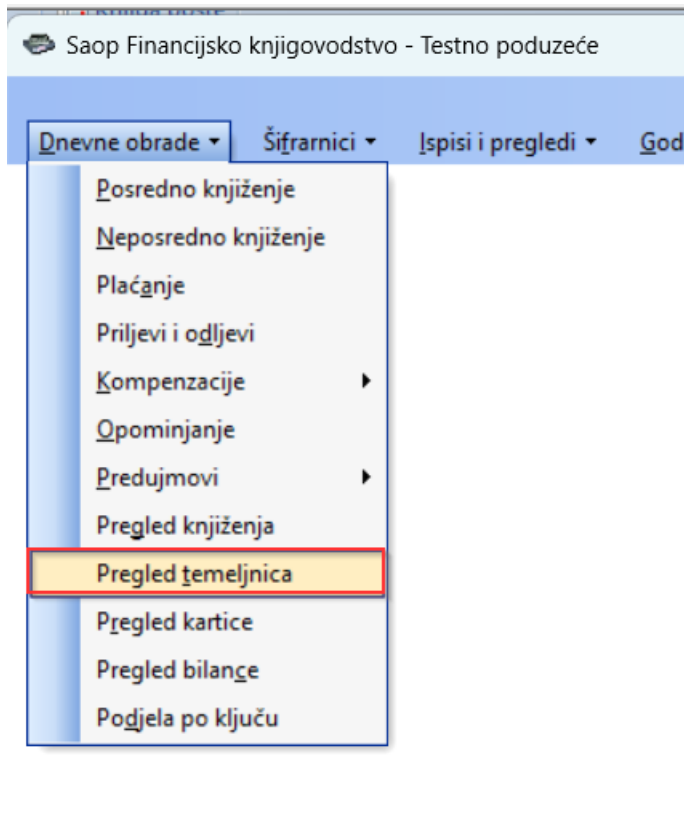 Saop Financijsko knjigovodstvo - Testno poduzeće
Dnevne obrade Šifrarnici Ispisi i pregledi God
Posredno knjiženje
Neposredno knjiženje
Plaćanje
Priljevi i odljevi
Kompenzacije
Opominjanje
Predujmovi
Pregled knjiženja
Pregled temeljnica
Pregled kartice
Pregled bilance
Podjela po ključu